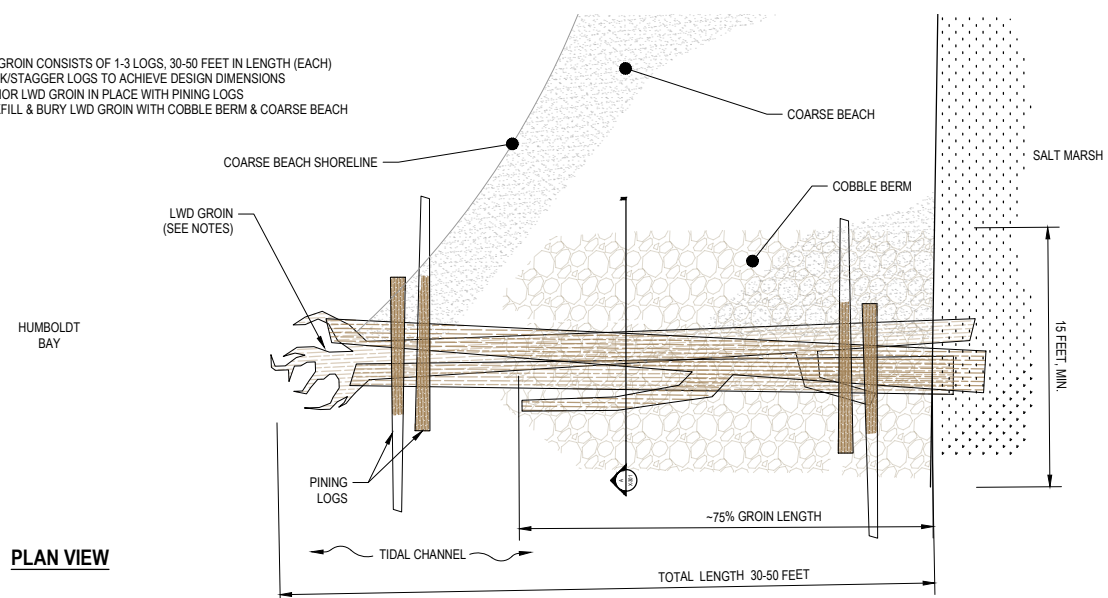 GROIN CONSISTS OF 1-3 LOGS, 30-50 FEET IN LENGTH (EACH)
K/STAGGER LOGS TO ACHIEVE DESIGN DIMENSIONS
HOR LWD GROIN IN PLACE WITH PINING LOGS
FILL & BURY LWD GROIN WITH COBBLE BERM & COARSE BEACH
COARSE BEACH
COARSE BEACH SHORELINE
SALT MARSH
COBBLE BERM
LWD GROIN
(SEE NOTES)
HUMBOLDT
BAY
15 FEET MIN.
PINING
LOGS
A
~75% GROIN LENGTH
TIDAL CHANNEL
PLAN VIEW
TOTAL LENGTH 30-50 FEET